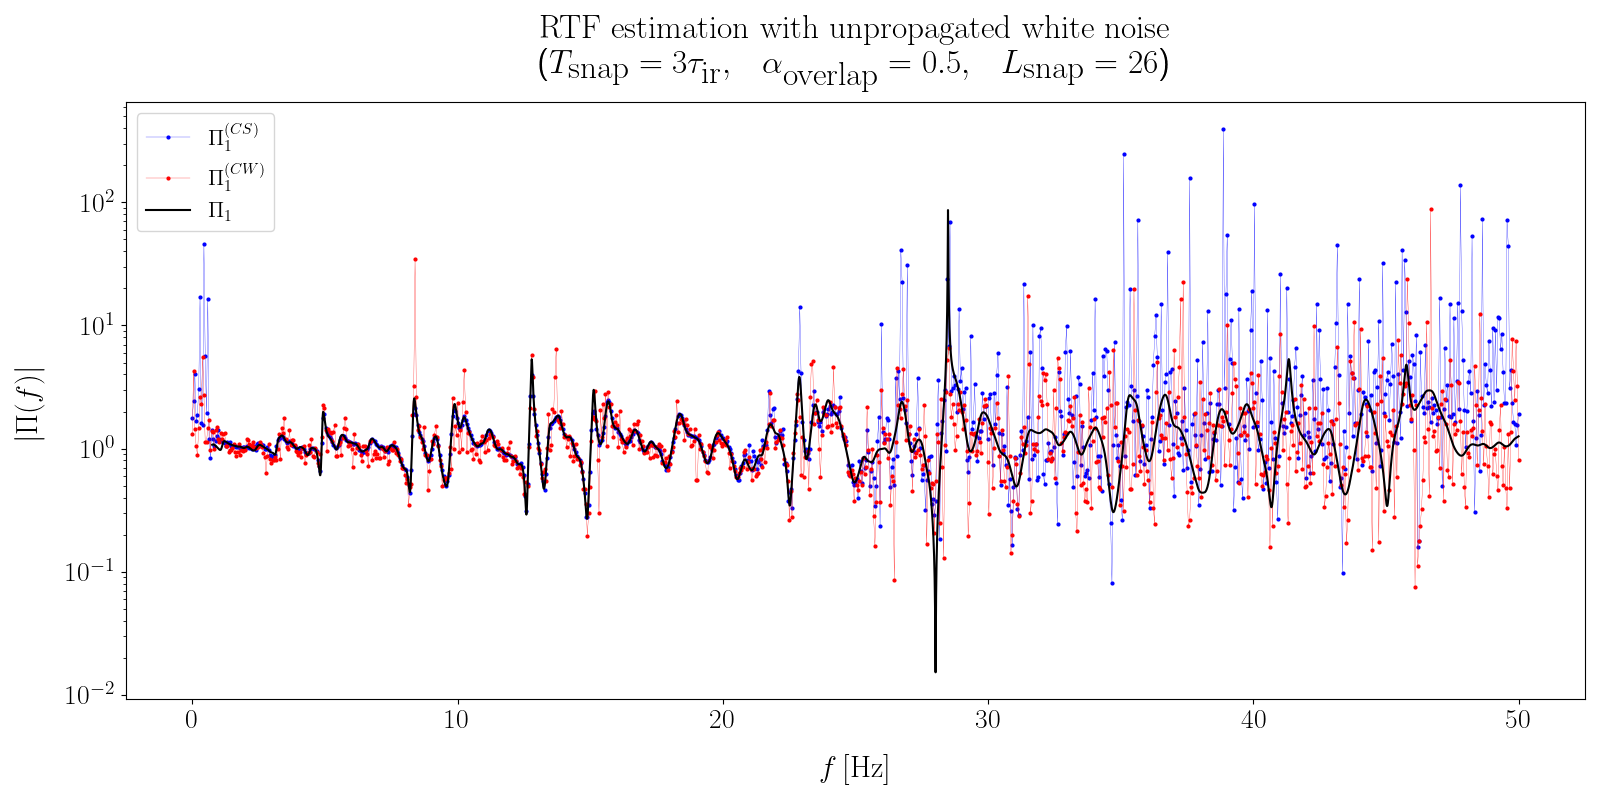 RTF estimation with unpropagated white noise
(T_snap = 3τ_ir, α_overlap = 0.5, L_snap = 26)
Π_1^(CS)
Π_1^(CW)
Π_1
|Π(f)|
10^2
10^1
10^0
10^−1
10^−2
0 10 20 30 40 50
f [Hz]